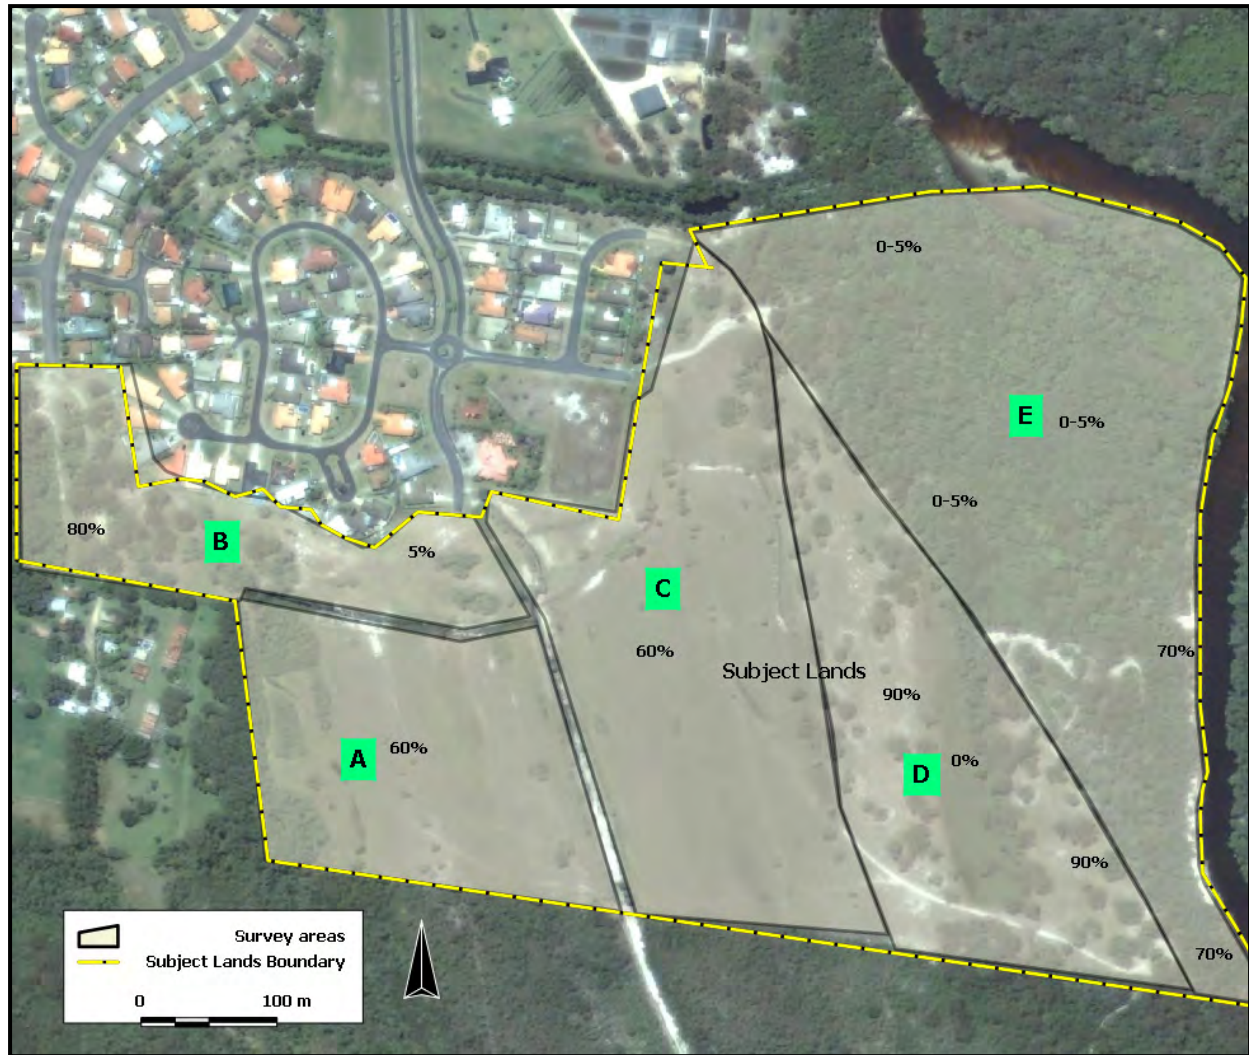 0-5%
E
0-5%
0-5%
80%
B
5%
C
60%
70%
Subject Lands
90%
A
60%
D
0%
90%
70%
Survey areas
Subject Lands Boundary
0
100 m